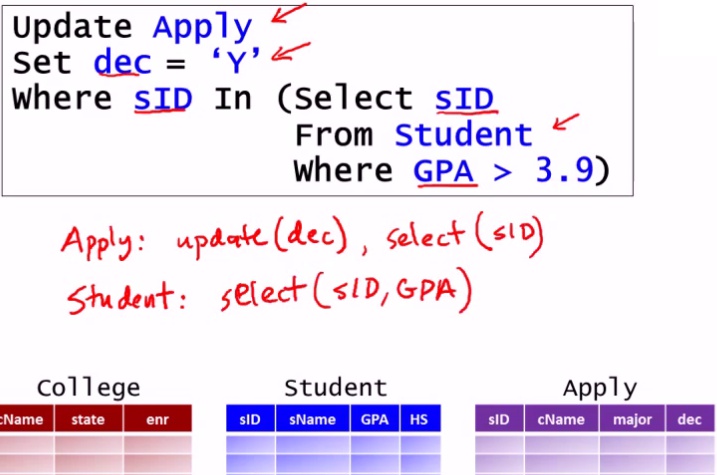 Update Apply
Set dec = ‘Y’
Where sID In (Select sID
From Student
Where GPA > 3.9)
Apply: update(dec), select(sID)
Student: select(sID, GPA)
College Student Apply
cName state enr sID sName GPA HS sID cName major dec